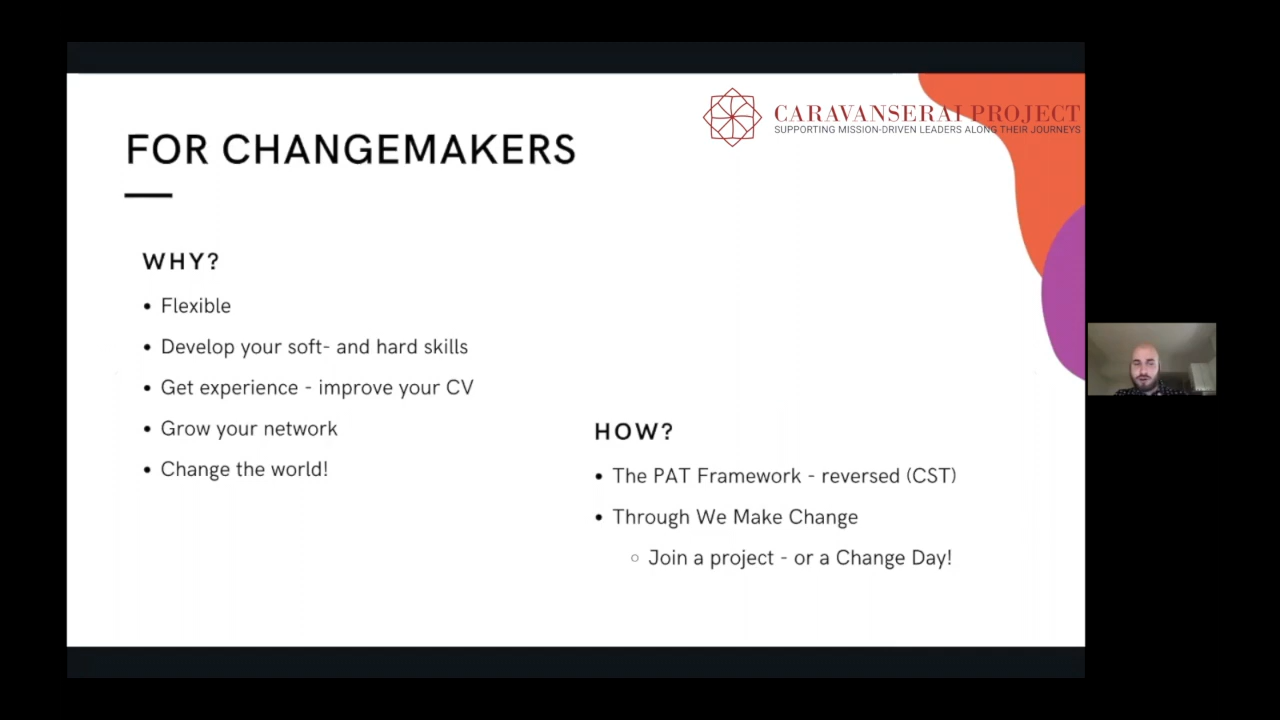 CARAVANSERAI PROJECT
SUPPORTING MISSION-DRIVEN LEADERS ALONG THEIR JOURNEYS
FOR CHANGEMAKERS
WHY?
• Flexible
• Develop your soft- and hard skills
• Get experience - improve your CV
• Grow your network
• Change the world!
HOW?
• The PAT Framework - reversed (CST)
• Through We Make Change
○ Join a project - or a Change Day!